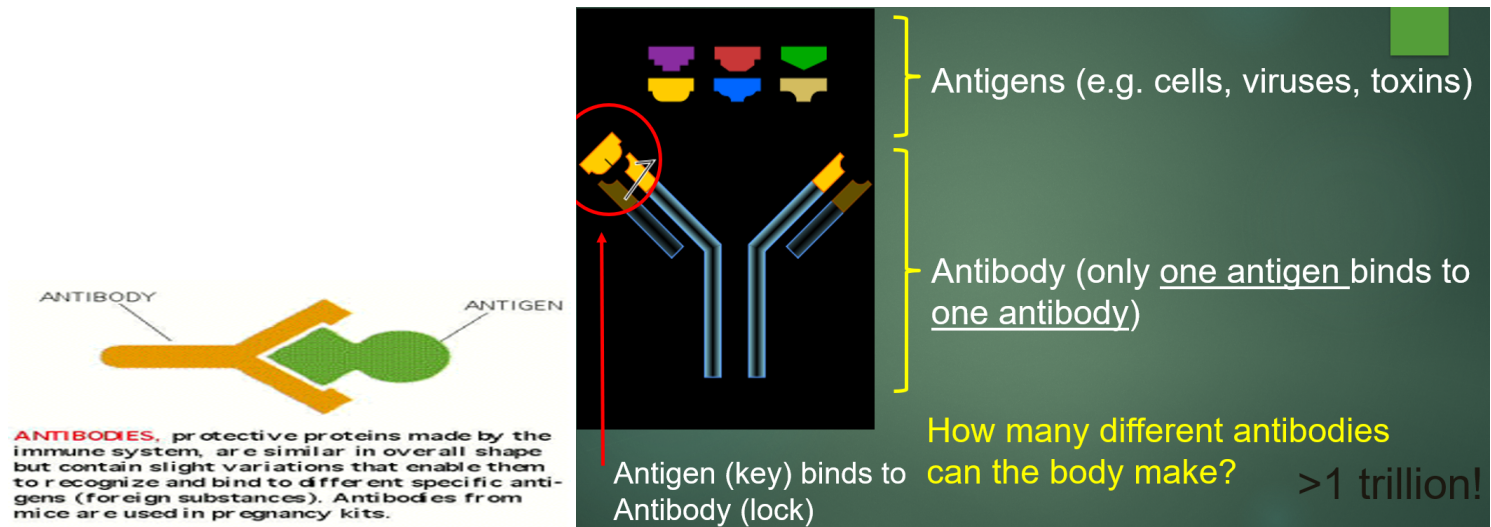 ANTIBODY
ANTIGEN
ANTIBODIES, protective proteins made by the
immune system, are similar in overall shape
but contain slight variations that enable them
to recognize and bind to different specific anti-
gens (foreign substances). Antibodies from
mice are used in pregnancy kits.
Antigens (e.g. cells, viruses, toxins)
Antibody (only one antigen binds to
one antibody)
Antigen (key) binds to
Antibody (lock)
How many different antibodies
can the body make?
>1 trillion!